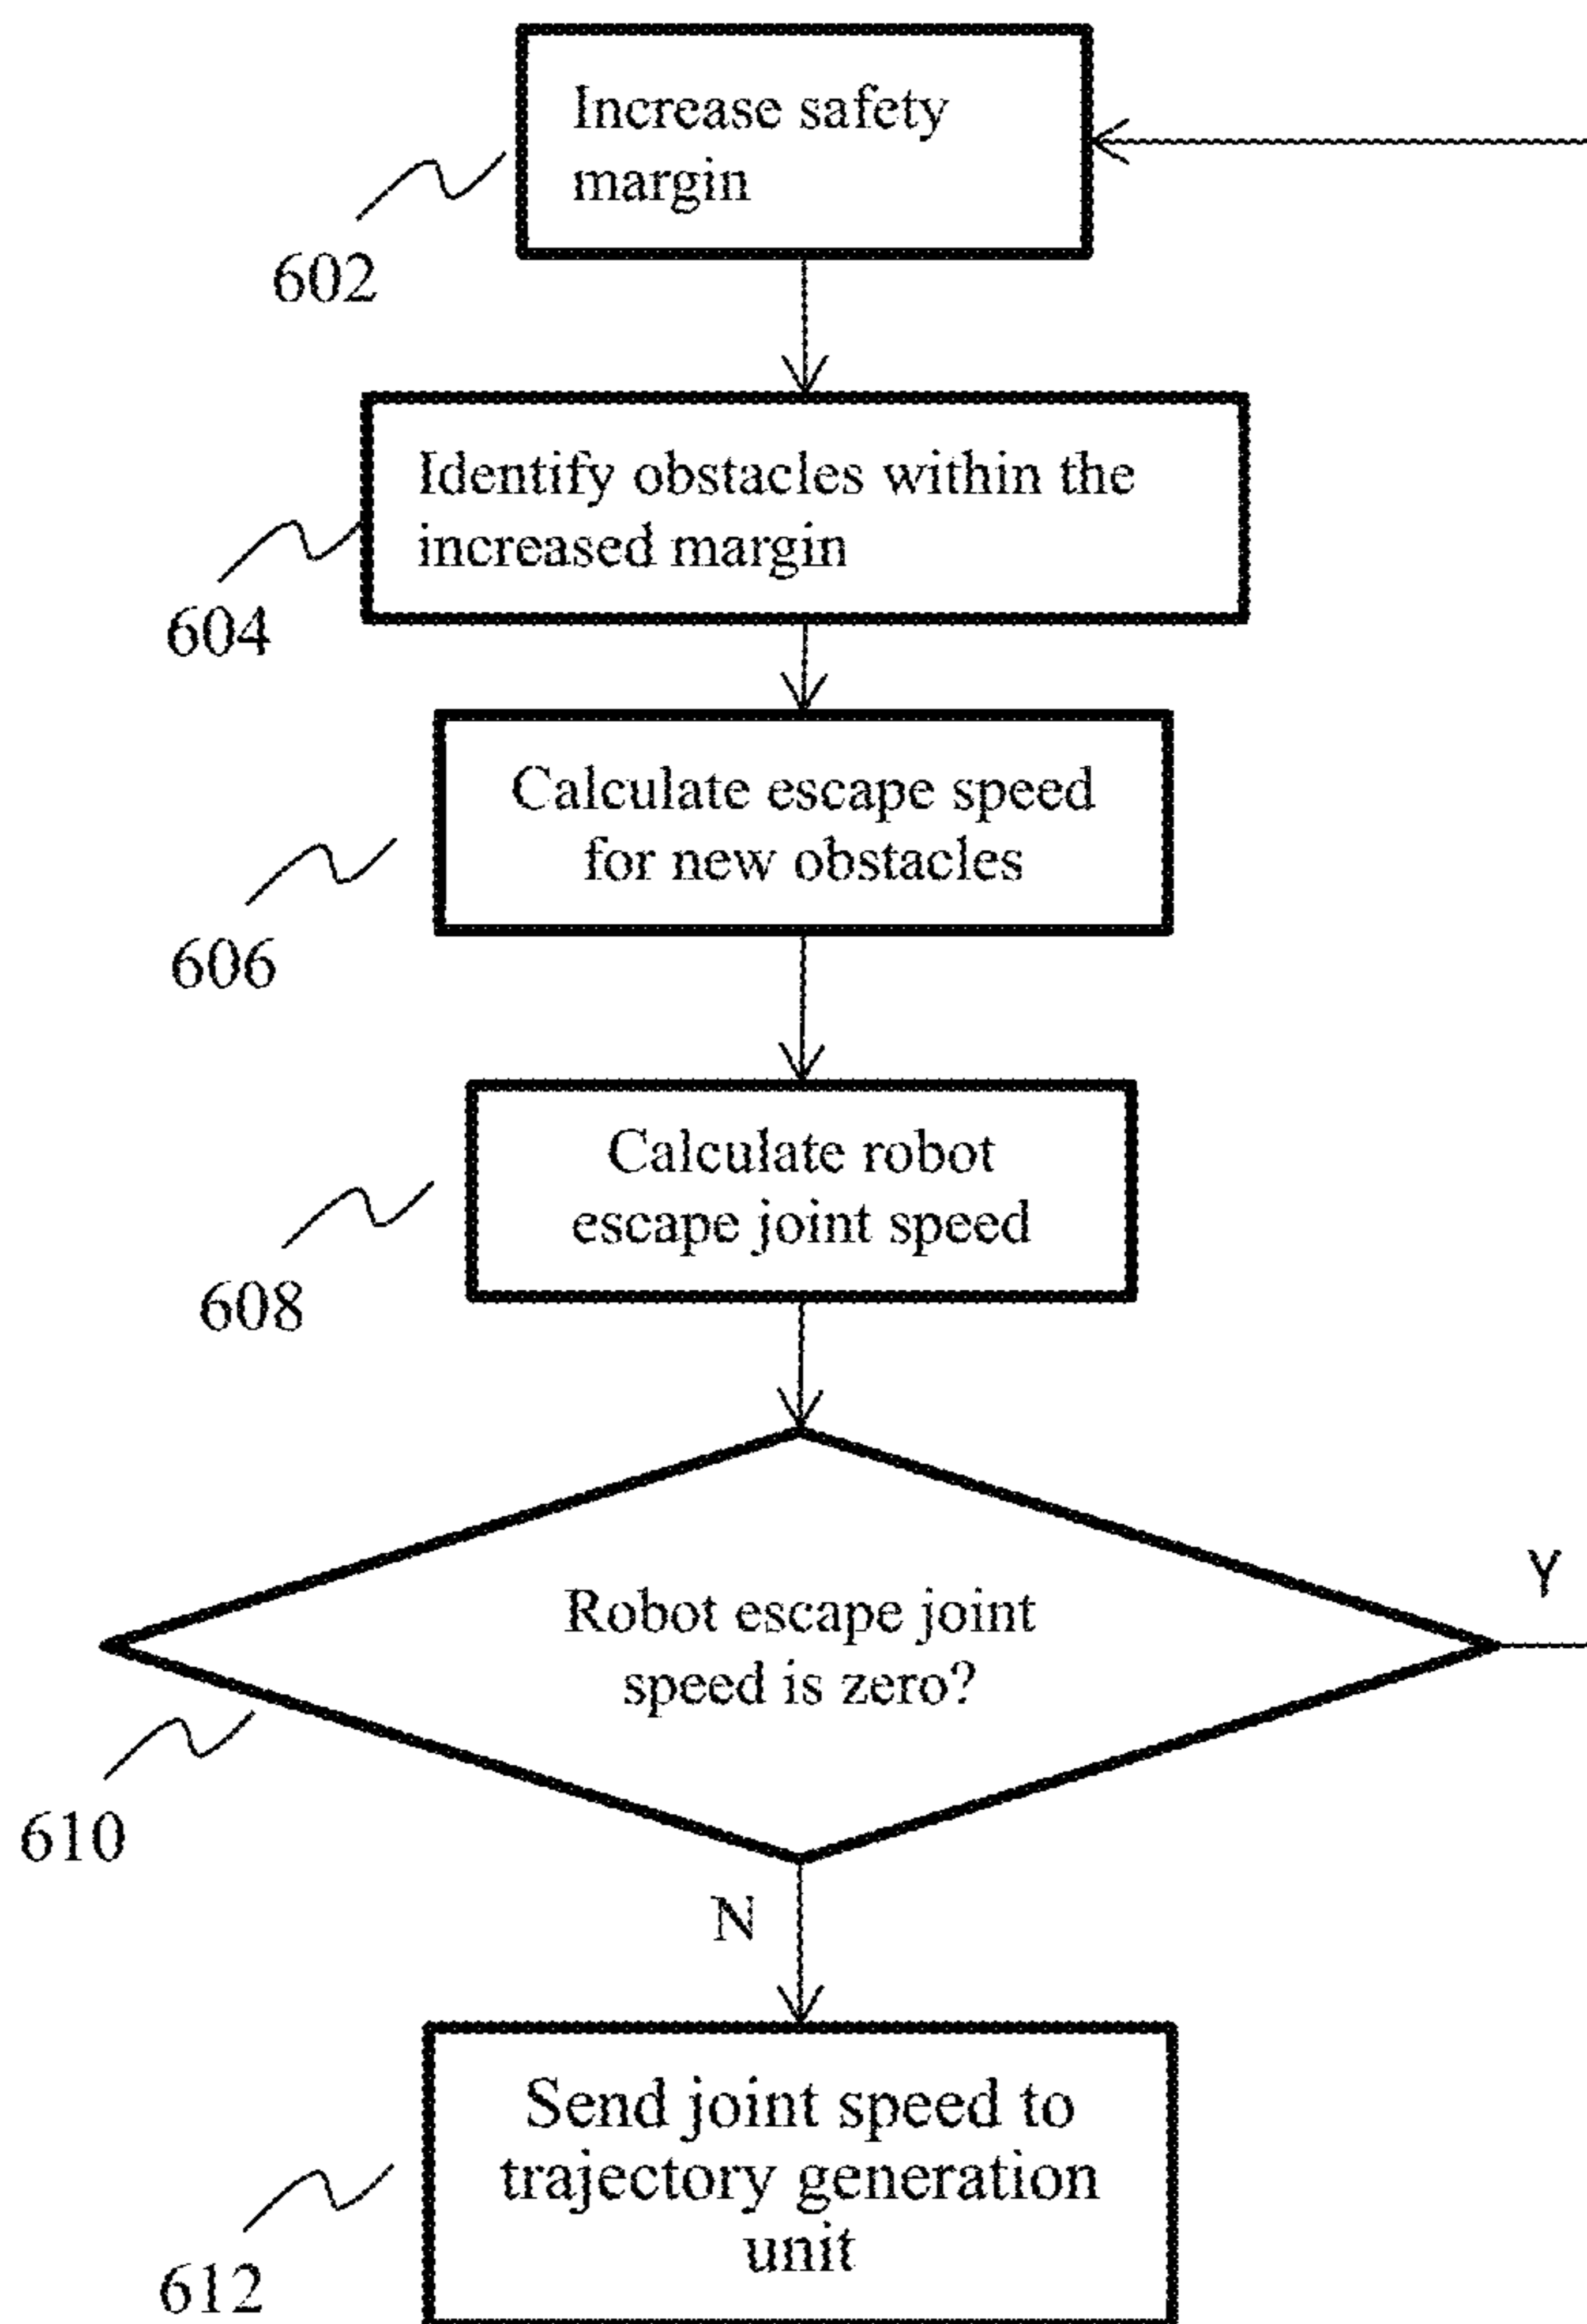 Increase safety
margin
602
Identify obstacles within the
increased margin
604
Calculate escape speed
for new obstacles
606
Calculate robot
escape joint speed
608
Robot escape joint
speed is zero?
Y
610
N
Send joint speed to
trajectory generation
unit
612